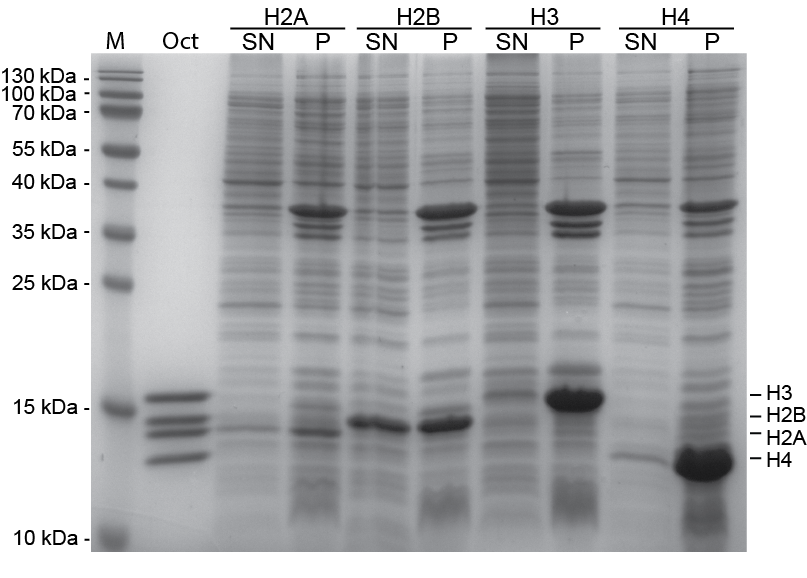 H2A H2B H3 H4
M Oct SN P SN P SN P SN P
130 kDa -
100 kDa -
70 kDa -
55 kDa -
40 kDa -
35 kDa -
25 kDa -
15 kDa -
10 kDa -
– H3
– H2B
– H2A
– H4